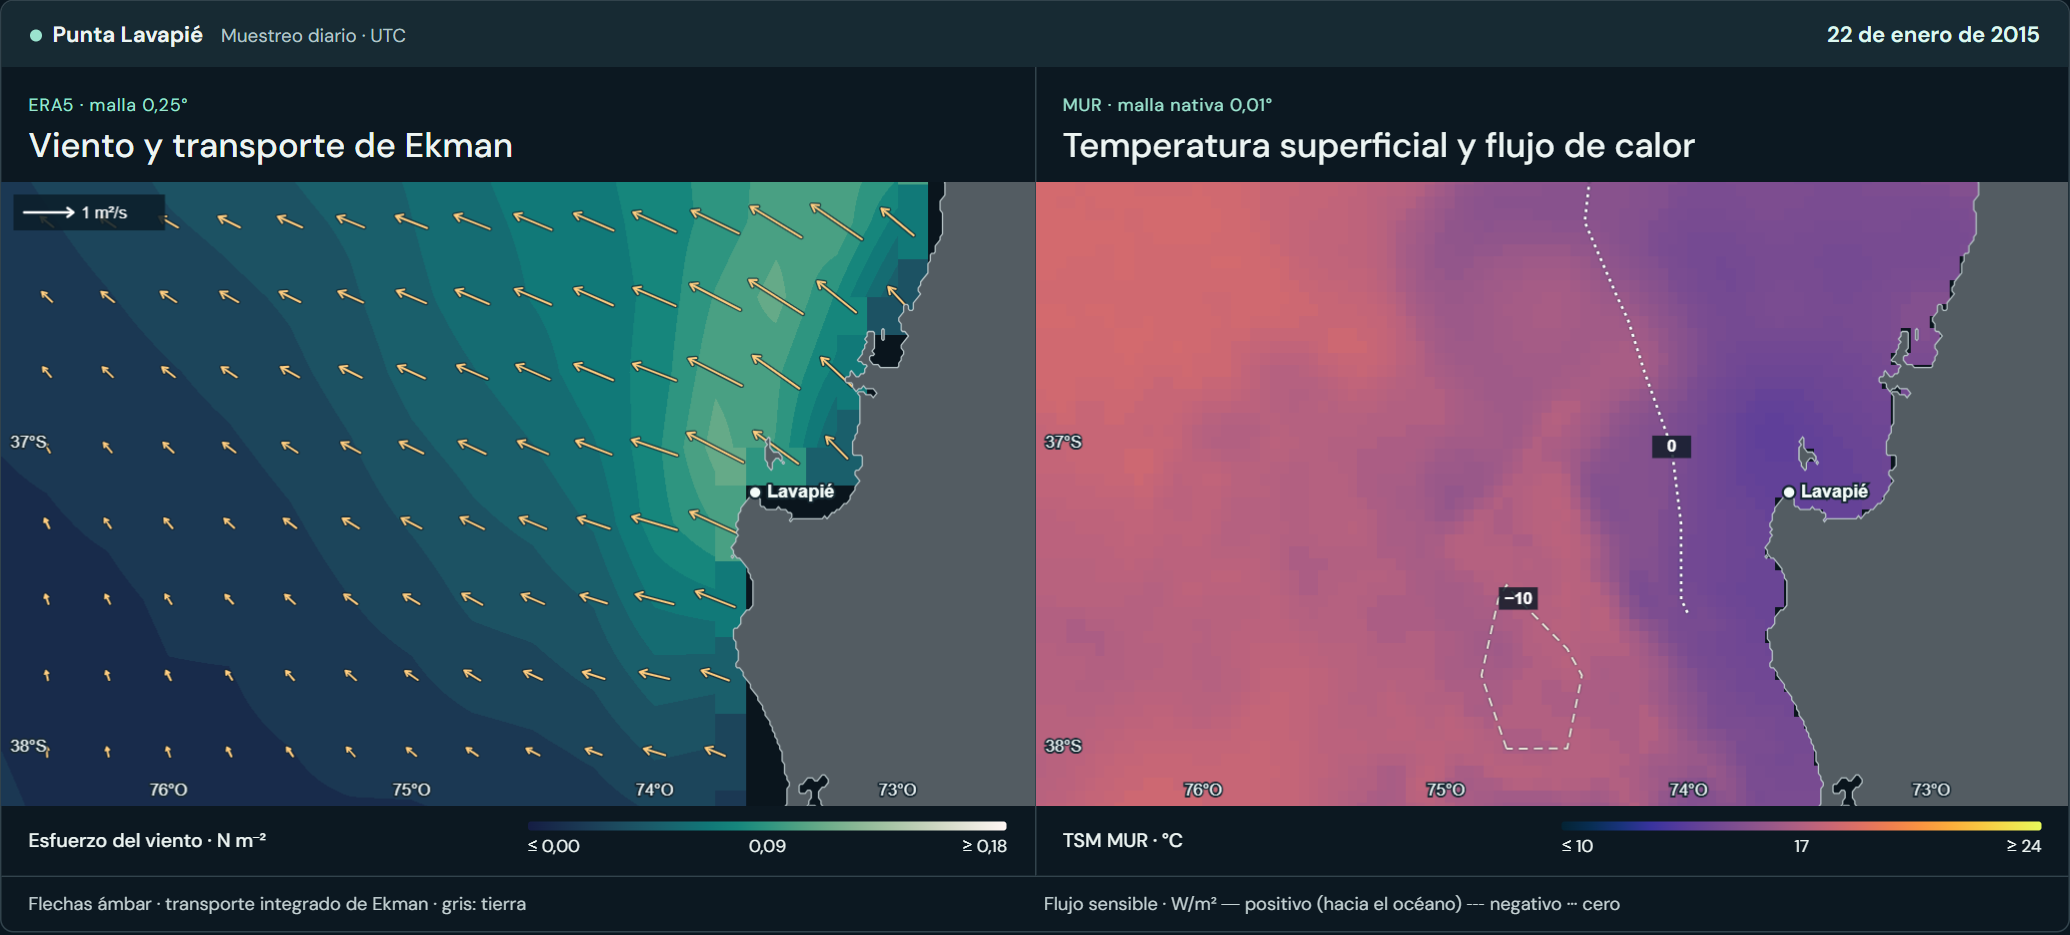 Punta Lavapié Muestreo diario · UTC 22 de enero de 2015
ERA5 · malla 0,25°
Viento y transporte de Ekman
1 m²/s
37°S
Lavapié
38°S
76°O 75°O 74°O 73°O
Esfuerzo del viento · N m⁻²
≤ 0,00 0,09 ≥ 0,18
MUR · malla nativa 0,01°
Temperatura superficial y flujo de calor
37°S
0
Lavapié
−10
38°S
76°O 75°O 74°O 73°O
TSM MUR · °C
≤ 10 17 ≥ 24
Flechas ámbar · transporte integrado de Ekman · gris: tierra
Flujo sensible · W/m² — positivo (hacia el océano) --- negativo ··· cero